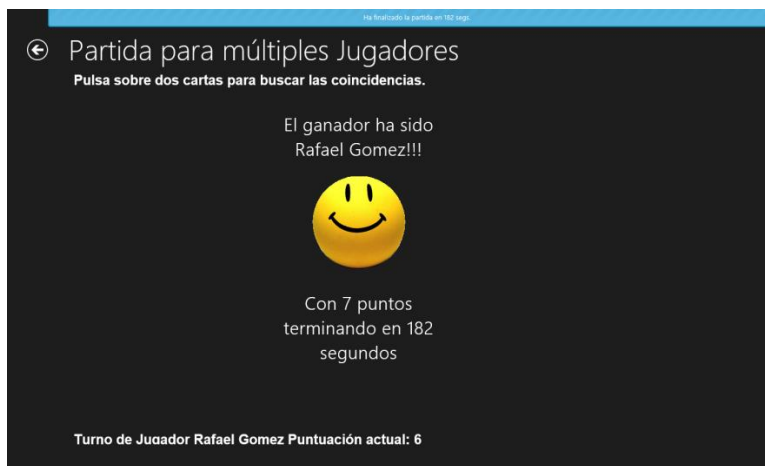 Ha finalizado la partida en 182 segs.
Partida para múltiples Jugadores
Pulsa sobre dos cartas para buscar las coincidencias.
El ganador ha sido
Rafael Gomez!!!
Con 7 puntos
terminando en 182
segundos
Turno de Jugador Rafael Gomez Puntuación actual: 6